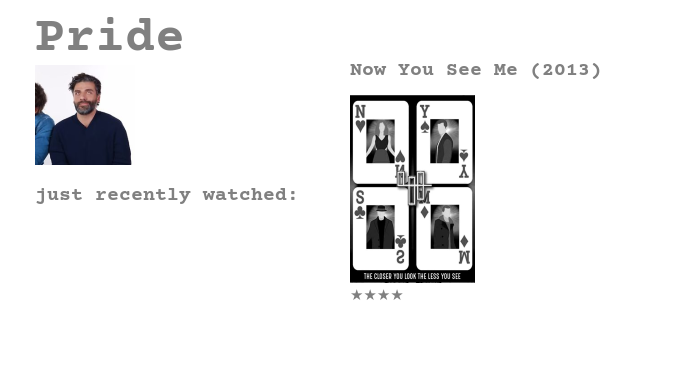 Pride
just recently watched:
Now You See Me (2013)
N
Y
S
M
THE CLOSER YOU LOOK THE LESS YOU SEE
★★★★